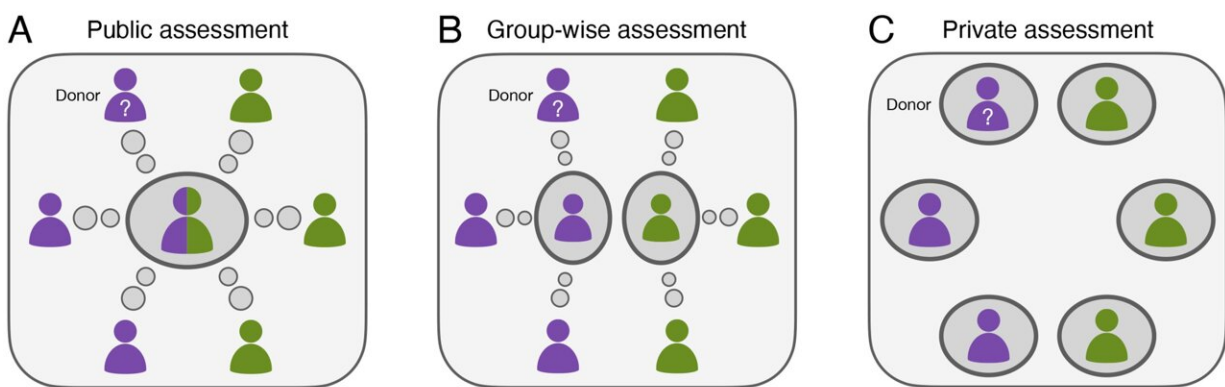 A Public assessment
Donor
?
B Group-wise assessment
Donor
?
C Private assessment
Donor
?